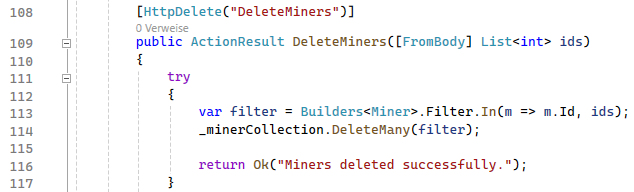 108 [HttpDelete("DeleteMiners")]
0 Verweise
109 public ActionResult DeleteMiners([FromBody] List<int> ids)
110 {
111 try
112 {
113 var filter = Builders<Miner>.Filter.In(m => m.Id, ids);
114 _minerCollection.DeleteMany(filter);
115
116 return Ok("Miners deleted successfully.");
117 }